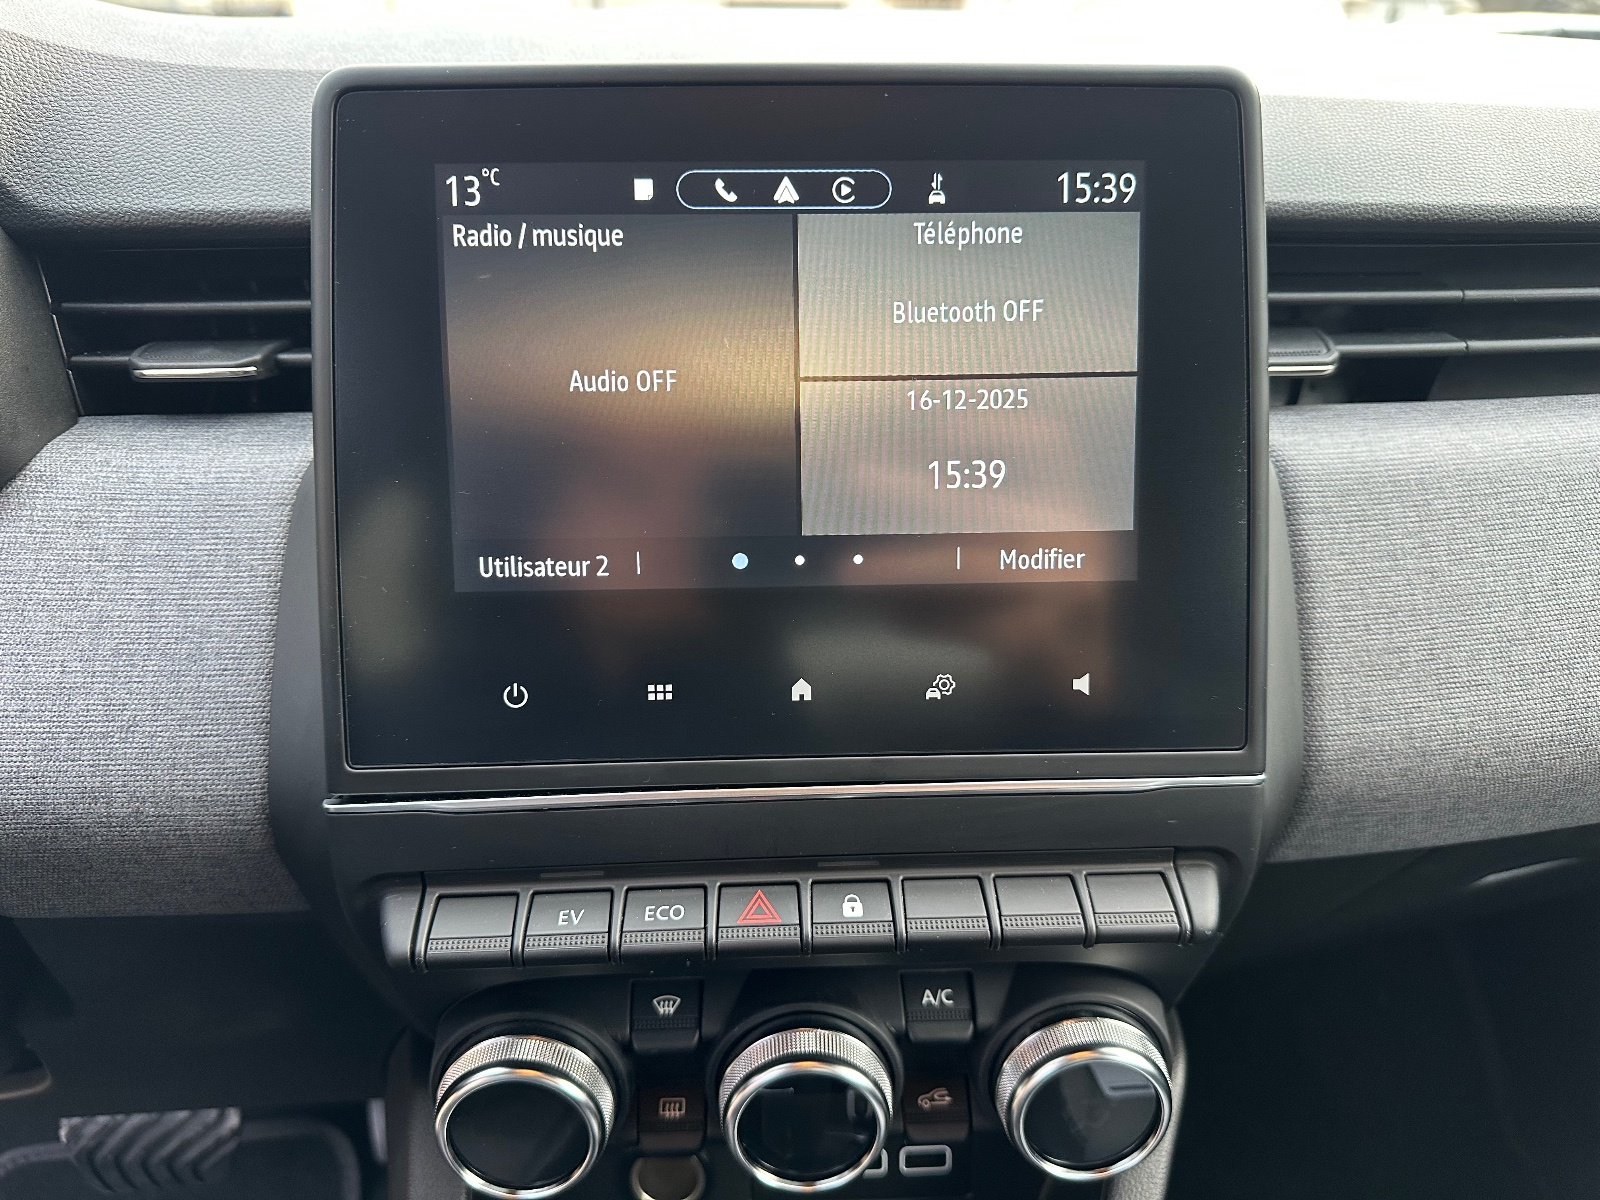 13°C
15:39
Radio / musique
Téléphone
Bluetooth OFF
Audio OFF
16-12-2025
15:39
Utilisateur 2
Modifier
EV
ECO
A/C